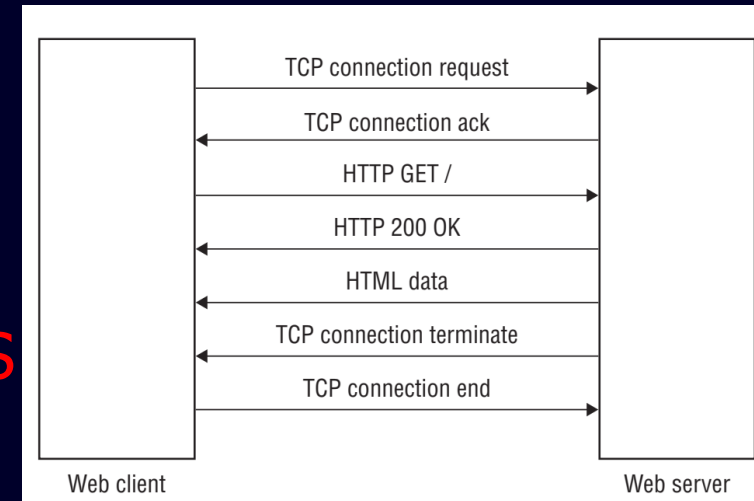 TCP connection request
TCP connection ack
HTTP GET /
HTTP 200 OK
HTML data
TCP connection terminate
s
TCP connection end
Web client
Web server